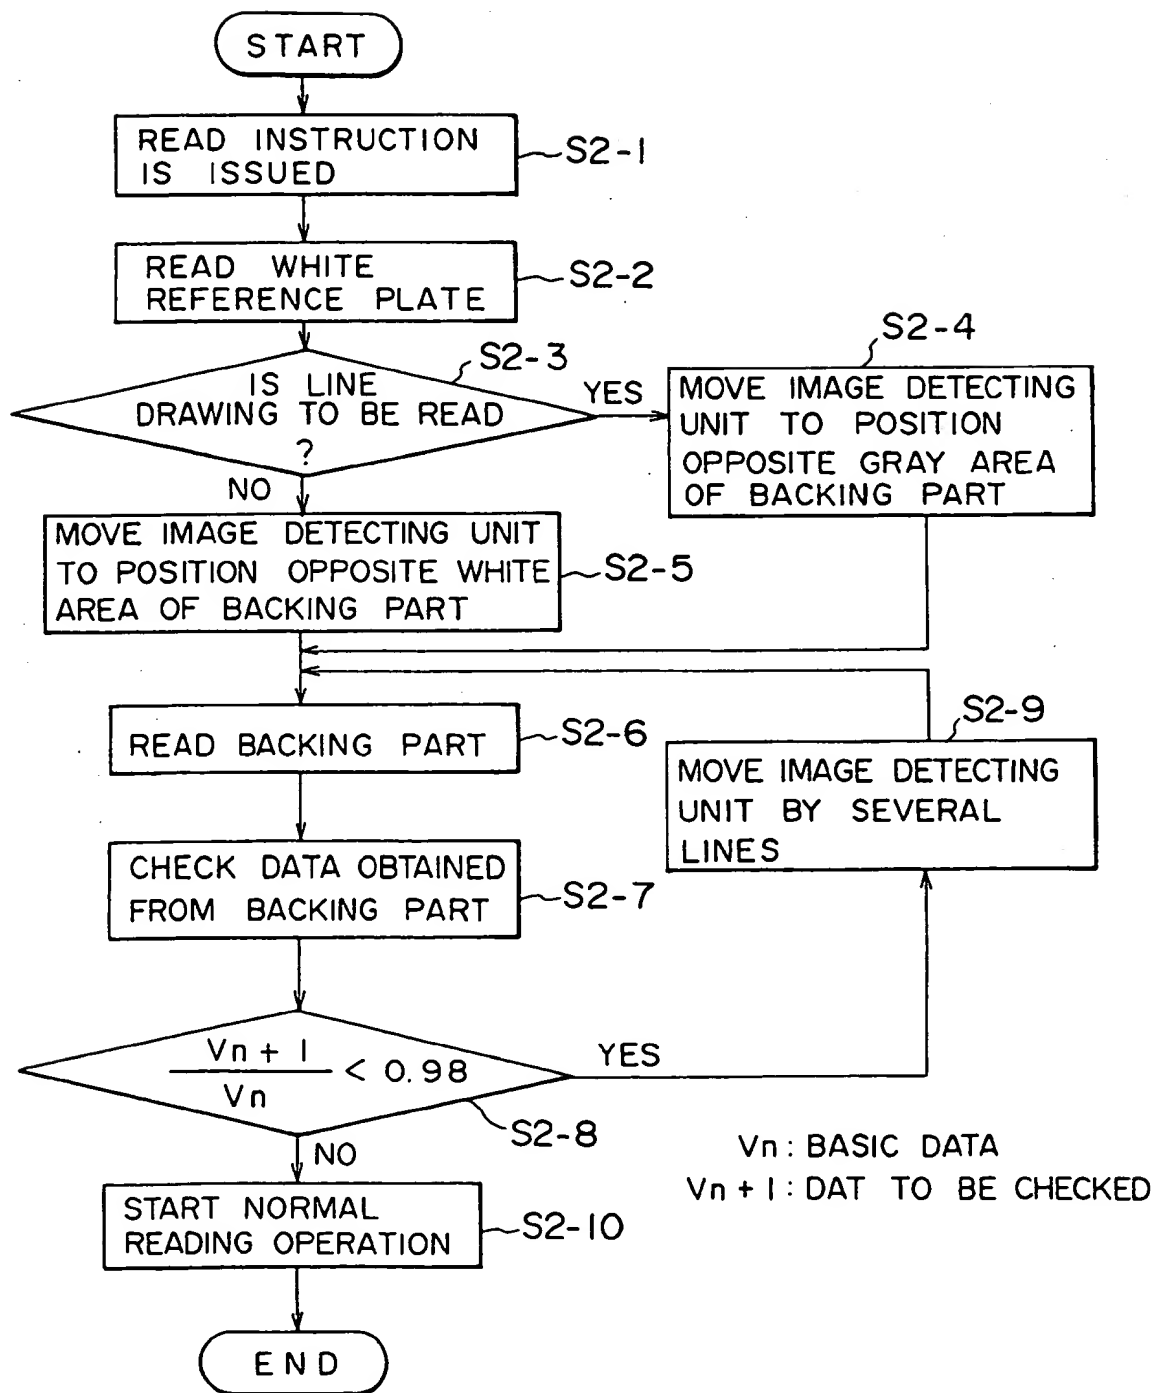 START
READ INSTRUCTION
IS ISSUED
S2-1
READ WHITE
REFERENCE PLATE
S2-2
IS LINE
DRAWING TO BE READ
?
S2-3
YES
NO
MOVE IMAGE DETECTING
UNIT TO POSITION
OPPOSITE GRAY AREA
OF BACKING PART
S2-4
MOVE IMAGE DETECTING UNIT
TO POSITION OPPOSITE WHITE
AREA OF BACKING PART
S2-5
READ BACKING PART
S2-6
S2-9
MOVE IMAGE DETECTING
UNIT BY SEVERAL
LINES
CHECK DATA OBTAINED
FROM BACKING PART
S2-7
Vn + 1
Vn
< 0.98
YES
S2-8
NO
Vn : BASIC DATA
Vn + 1 : DAT TO BE CHECKED
START NORMAL
READING OPERATION
S2-10
END